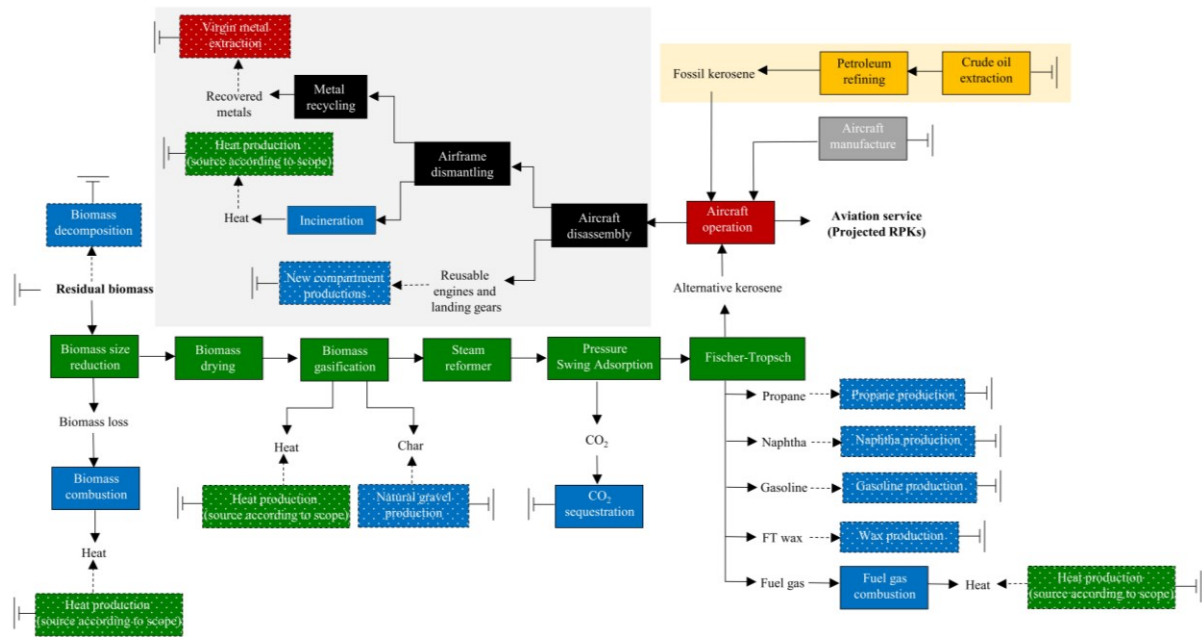 Virgin metal
extraction
Recovered
metals
Metal
recycling
Heat production
(source according to scope)
Airframe
dismantling
Heat
Incineration
Aircraft
disassembly
New compartment
productions
Reusable
engines and
landing gears
Fossil kerosene
Petroleum
refining
Crude oil
extraction
Aircraft
manufacture
Aircraft
operation
Aviation service
(Projected RPKs)
Alternative kerosene
Biomass
decomposition
Residual biomass
Biomass size
reduction
Biomass
drying
Biomass
gasification
Steam
reformer
Pressure
Swing Adsorption
Fischer-Tropsch
Biomass loss
Biomass
combustion
Heat
Heat production
(source according to scope)
Heat
Char
Heat production
(source according to scope)
Natural gravel
production
CO₂
CO₂
sequestration
Propane
Propane production
Naphtha
Naphtha production
Gasoline
Gasoline production
FT wax
Wax production
Fuel gas
Fuel gas
combustion
Heat
Heat production
(source according to scope)